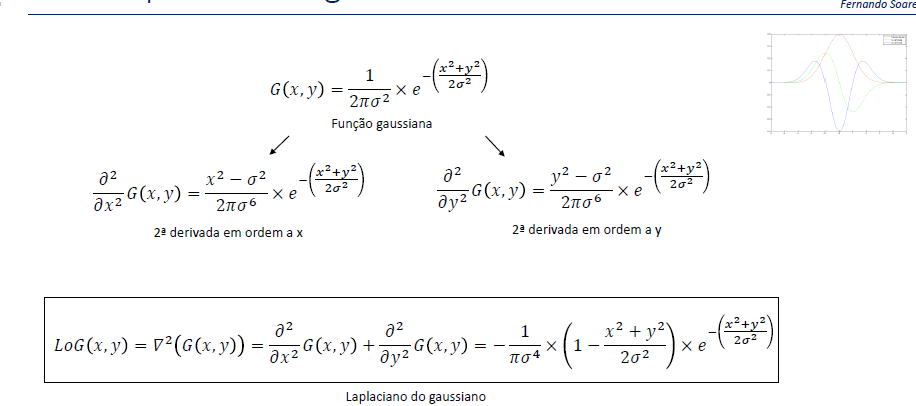 Fernando Soare
G(x, y) = 1/(2πσ²) × e^(−((x²+y²)/(2σ²)))
Função gaussiana
∂²/∂x² G(x, y) = (x² − σ²)/(2πσ⁶) × e^(−((x²+y²)/(2σ²))) ∂²/∂y² G(x, y) = (y² − σ²)/(2πσ⁶) × e^(−((x²+y²)/(2σ²)))
2ª derivada em ordem a x 2ª derivada em ordem a y
LoG(x, y) = ∇²(G(x, y)) = ∂²/∂x² G(x, y) + ∂²/∂y² G(x, y) = − 1/(πσ⁴) × (1 − (x² + y²)/(2σ²)) × e^(−((x²+y²)/(2σ²)))
Laplaciano do gaussiano